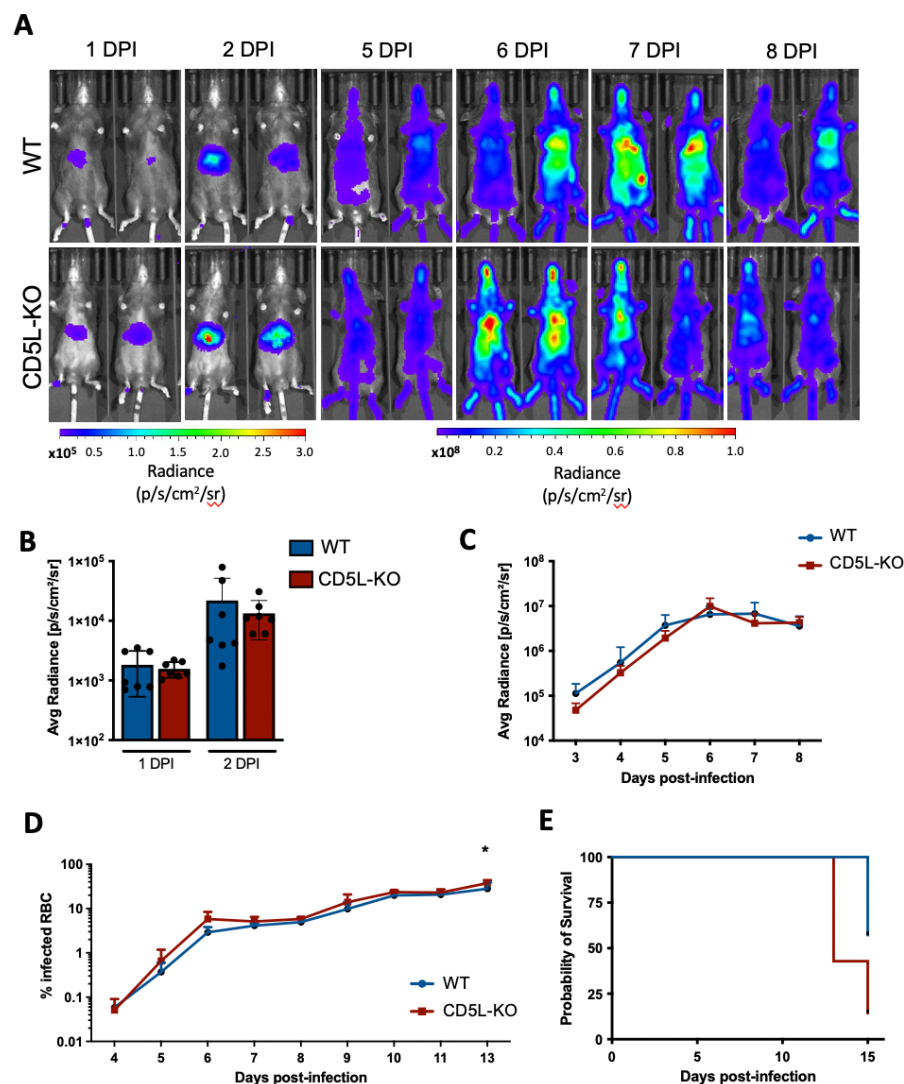 A
1 DPI 2 DPI 5 DPI 6 DPI 7 DPI 8 DPI
WT
CD5L-KO
x10⁵ 0.5 1.0 1.5 2.0 2.5 3.0
Radiance
(p/s/cm²/sr)
x10⁸ 0.2 0.4 0.6 0.8 1.0
Radiance
(p/s/cm²/sr)
B
WT
CD5L-KO
Avg Radiance [p/s/cm²/sr]
1×10⁵
1×10⁴
1×10³
1×10²
1 DPI 2 DPI
C
WT
CD5L-KO
Avg Radiance [p/s/cm²/sr]
10⁸
10⁷
10⁶
10⁵
10⁴
3 4 5 6 7 8
Days post-infection
D
*
% infected RBC
100
10
1
0.1
0.01
WT
CD5L-KO
4 5 6 7 8 9 10 11 13
Days post-infection
E
Probability of Survival
100
75
50
25
0
0 5 10 15
Days post-infection